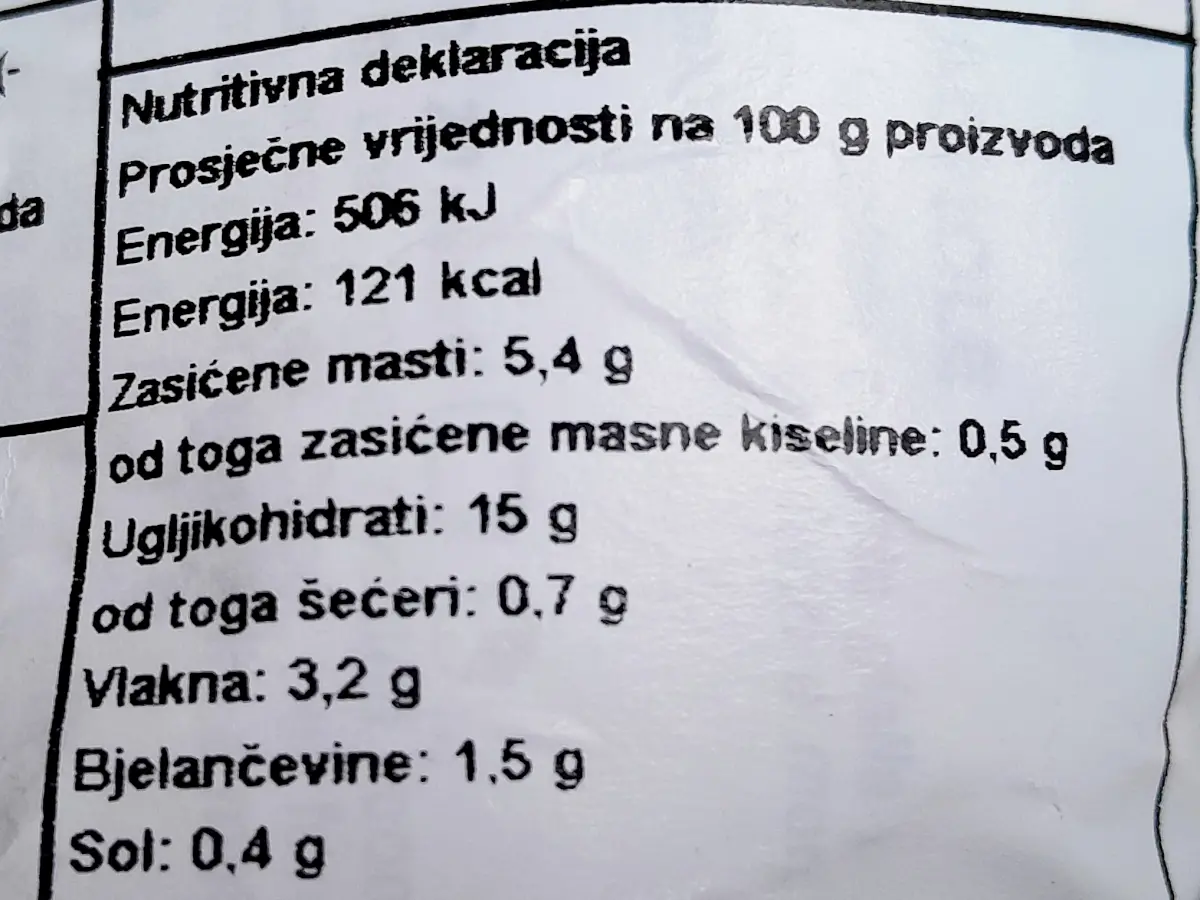 da
Nutritivna deklaracija
Prosječne vrijednosti na 100 g proizvoda
Energija: 506 kJ
Energija: 121 kcal
Zasićene masti: 5,4 g
od toga zasićene masne kiseline: 0,5 g
Ugljikohidrati: 15 g
od toga šećeri: 0,7 g
Vlakna: 3,2 g
Bjelančevine: 1,5 g
Sol: 0,4 g